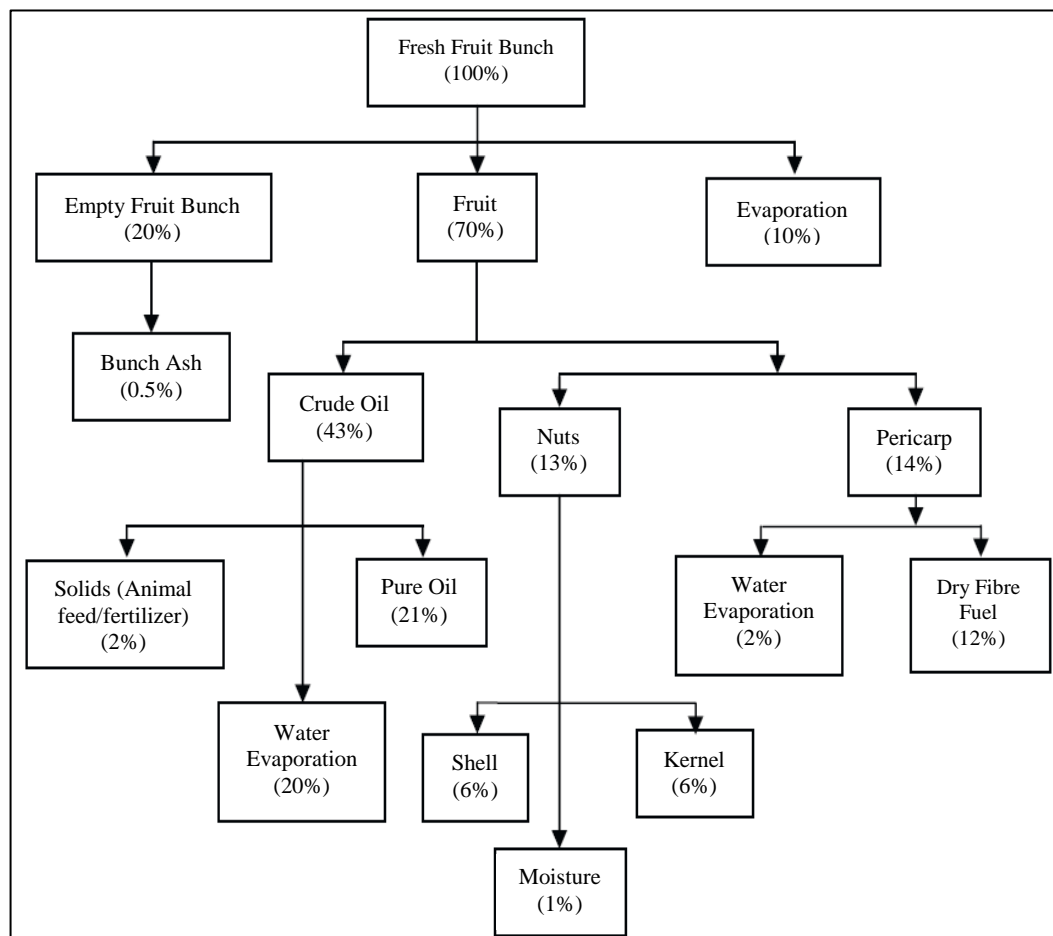 Fresh Fruit Bunch
(100%)
Empty Fruit Bunch
(20%)
Fruit
(70%)
Evaporation
(10%)
Bunch Ash
(0.5%)
Crude Oil
(43%)
Nuts
(13%)
Pericarp
(14%)
Solids (Animal
feed/fertilizer)
(2%)
Pure Oil
(21%)
Water
Evaporation
(2%)
Dry Fibre
Fuel
(12%)
Water
Evaporation
(20%)
Shell
(6%)
Kernel
(6%)
Moisture
(1%)